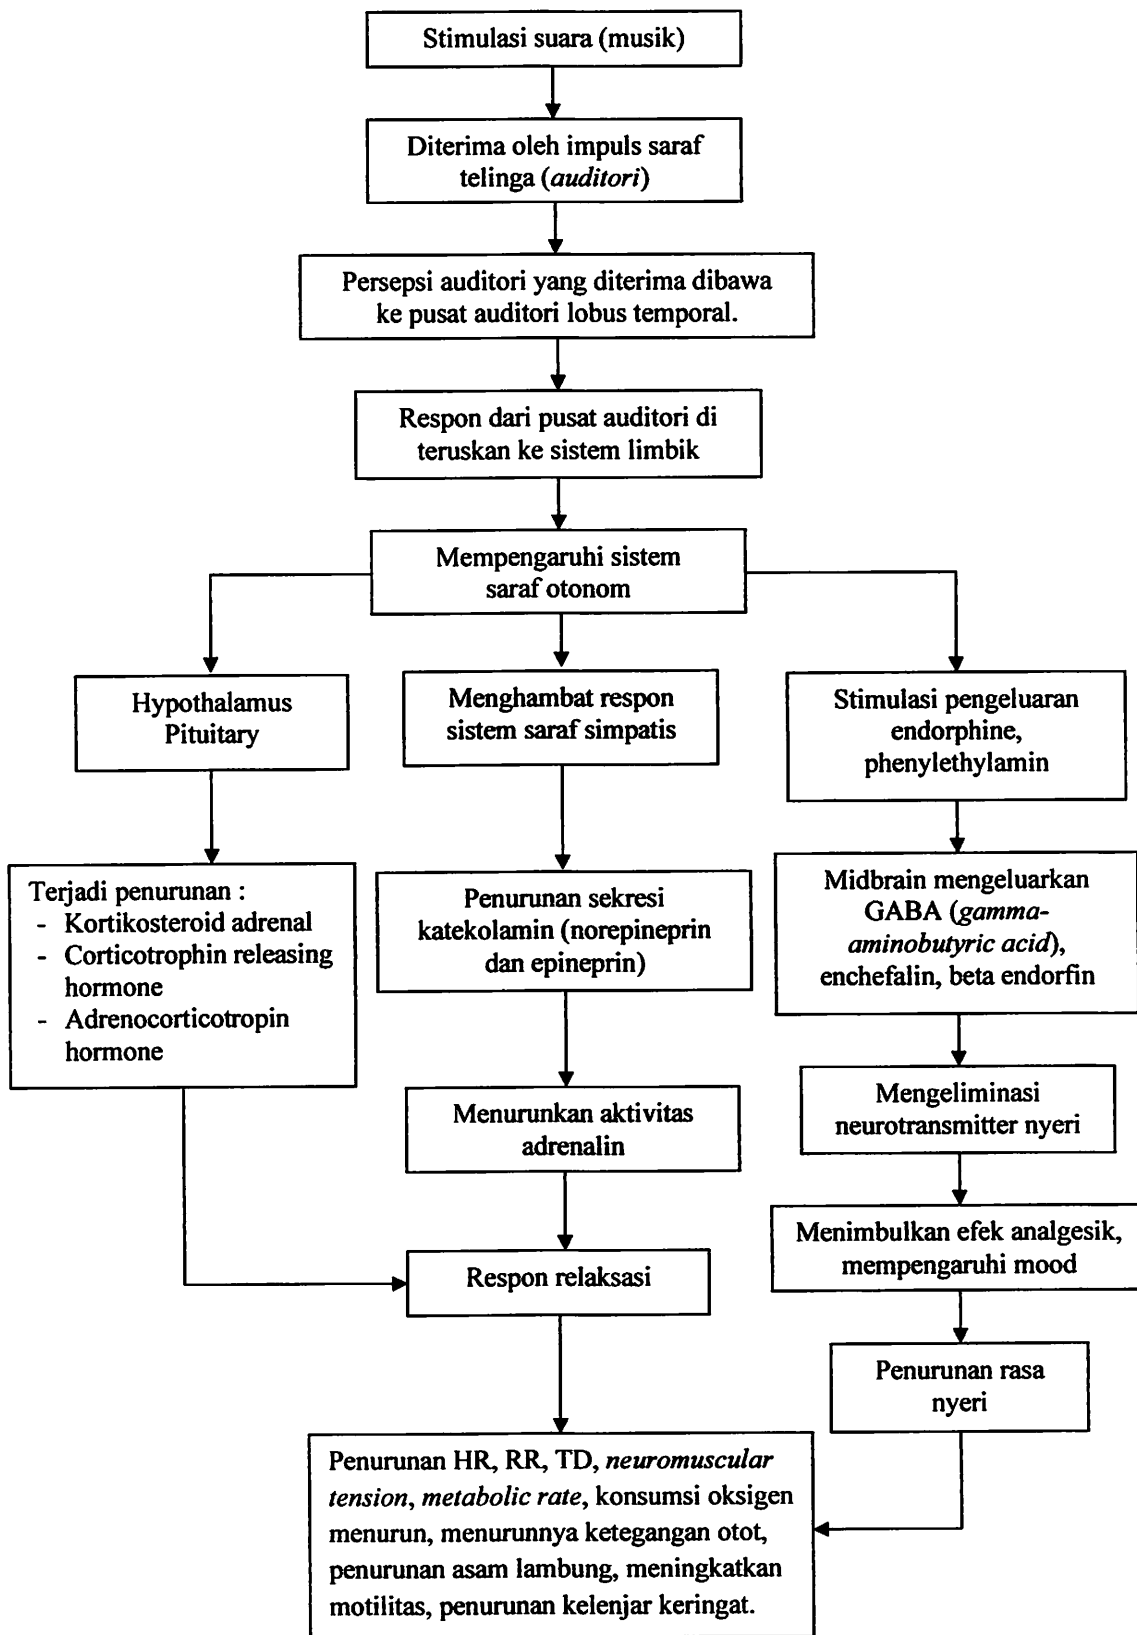 Stimulasi suara (musik)
Diterima oleh impuls saraf
telinga (auditori)
Persepsi auditori yang diterima dibawa
ke pusat auditori lobus temporal.
Respon dari pusat auditori di
teruskan ke sistem limbik
Mempengaruhi sistem
saraf otonom
Hypothalamus
Pituitary
Menghambat respon
sistem saraf simpatis
Stimulasi pengeluaran
endorphine,
phenylethylamin
Terjadi penurunan :
- Kortikosteroid adrenal
- Corticotrophin releasing
hormone
- Adrenocorticotropin
hormone
Penurunan sekresi
katekolamin (norepineprin
dan epineprin)
Midbrain mengeluarkan
GABA (gamma-
aminobutyric acid),
enchefalin, beta endorfin
Menurunkan aktivitas
adrenalin
Mengeliminasi
neurotransmitter nyeri
Menimbulkan efek analgesik,
mempengaruhi mood
Respon relaksasi
Penurunan rasa
nyeri
Penurunan HR, RR, TD, neuromuscular
tension, metabolic rate, konsumsi oksigen
menurun, menurunnya ketegangan otot,
penurunan asam lambung, meningkatkan
motilitas, penurunan kelenjar keringat.